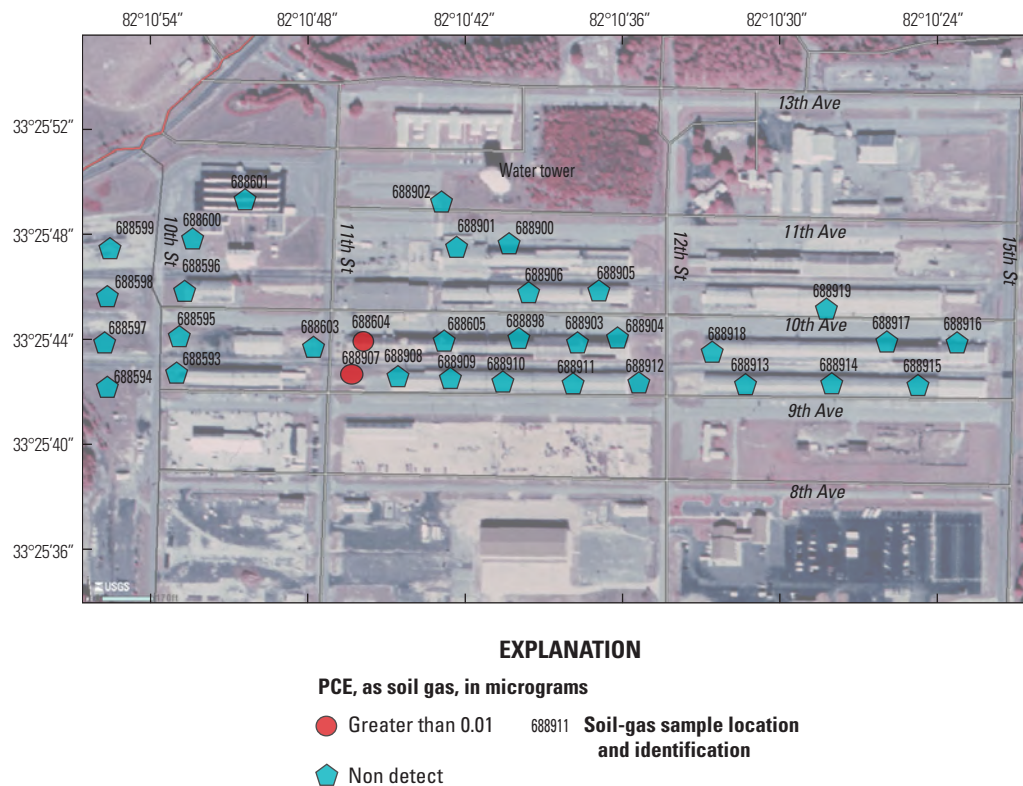 82°10′54″ 82°10′48″ 82°10′42″ 82°10′36″ 82°10′30″ 82°10′24″
33°25′52″
33°25′48″
33°25′44″
33°25′40″
33°25′36″
13th Ave
Water tower
688601
688902
688599
10th St
688600
11th St
688901
688900
12th St
11th Ave
15th St
688598
688596
688906
688905
688919
688597
688595
688603
688604
688605
688898
688903
688904
688918
10th Ave
688917
688916
688594
688593
688907
688908
688909
688910
688911
688912
688913
688914
688915
9th Ave
8th Ave
USGS
EXPLANATION
PCE, as soil gas, in micrograms
Greater than 0.01
Non detect
688911 Soil-gas sample location
and identification